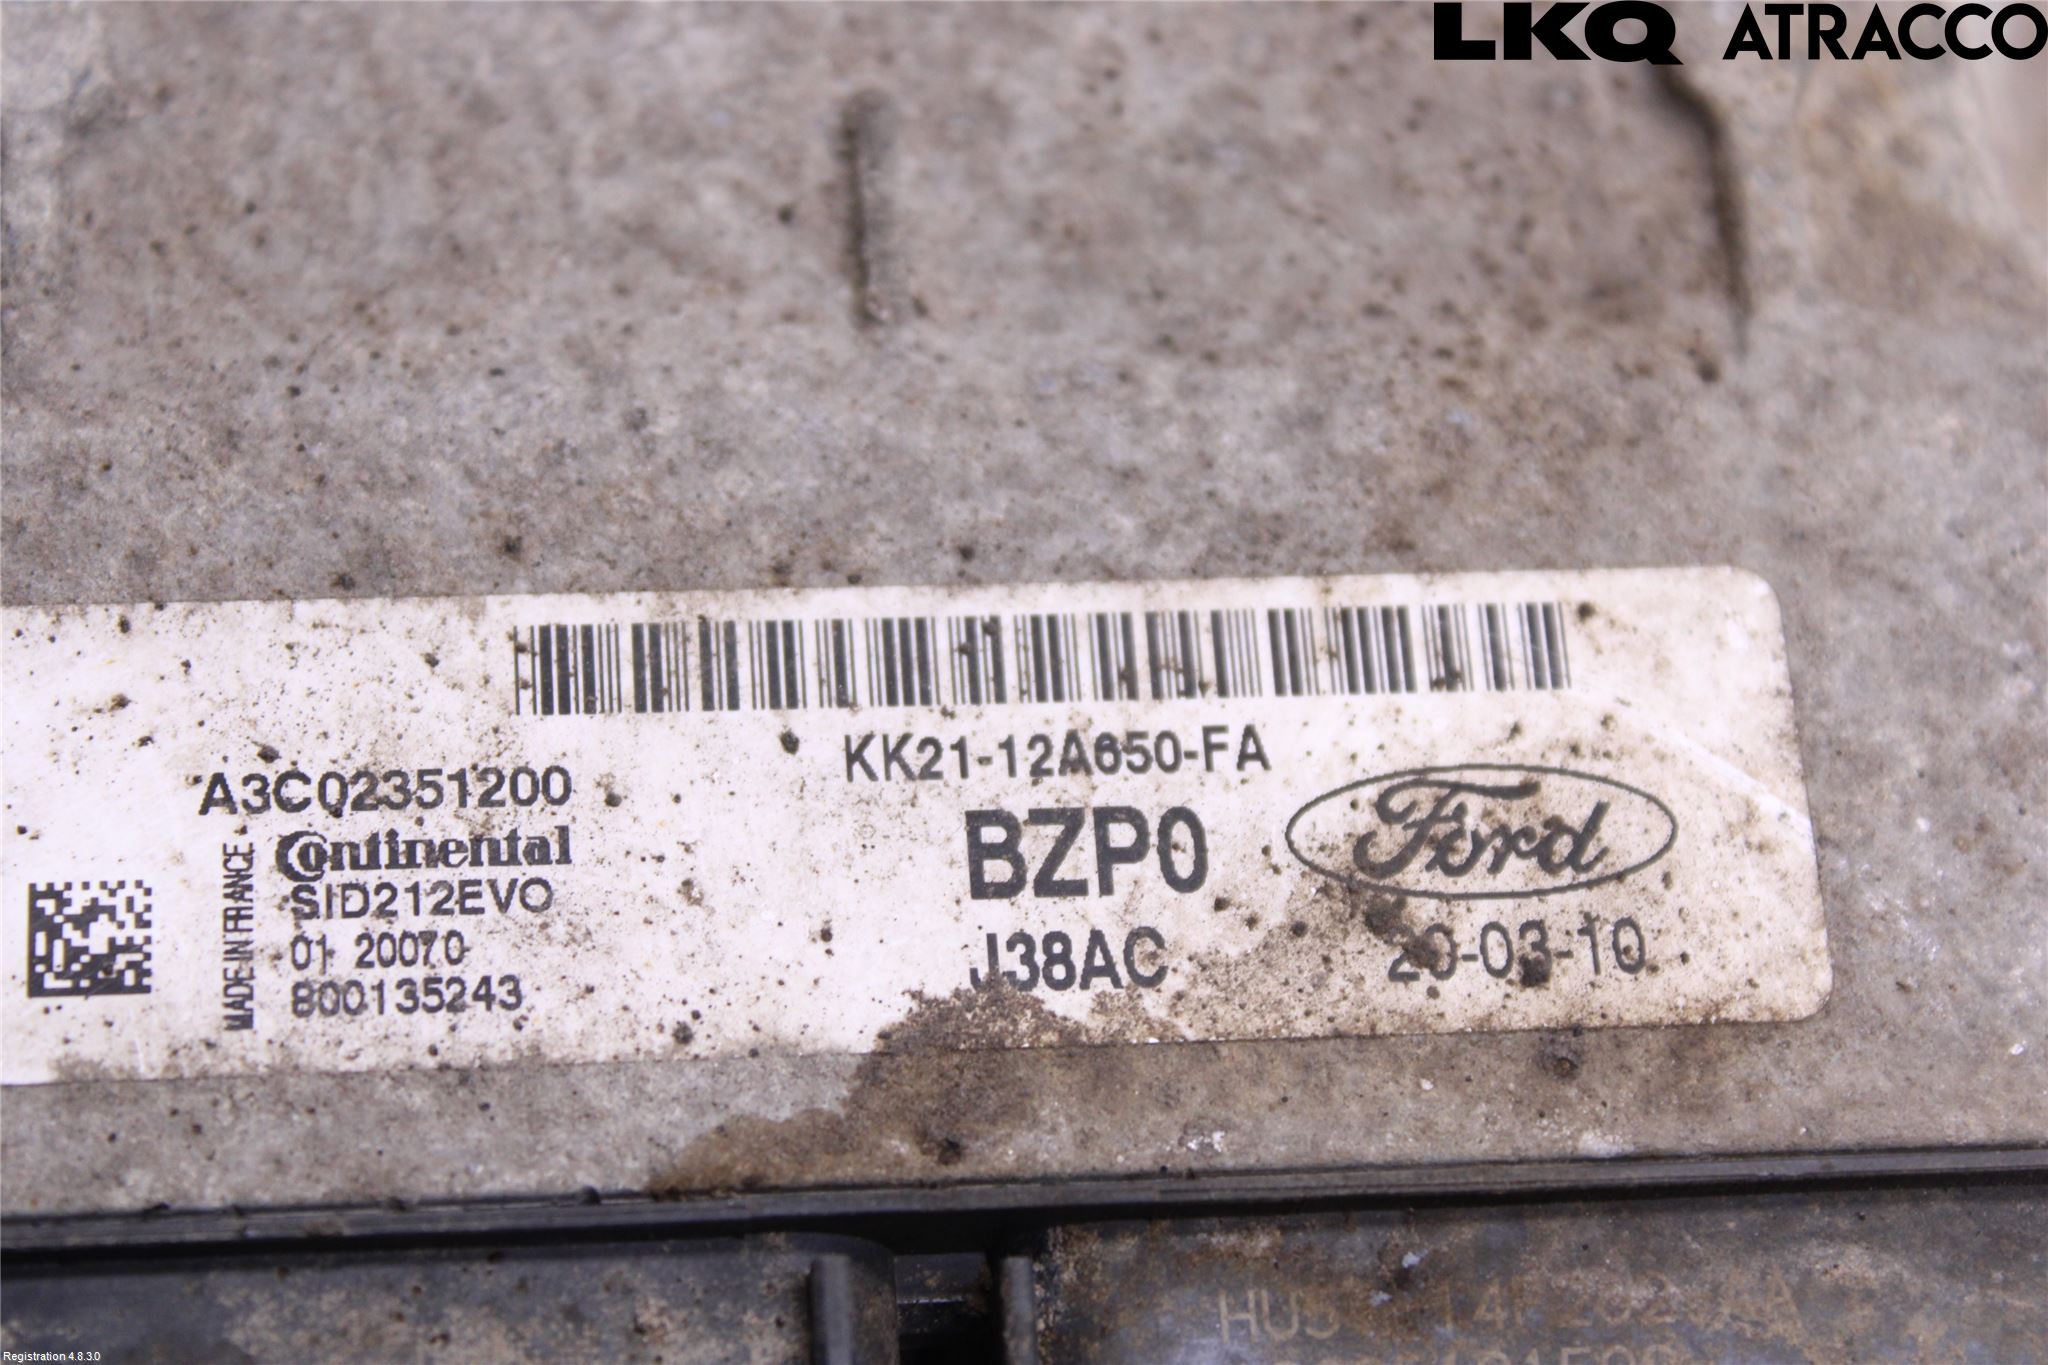 LKQ ATRACCO
KK21-12A650-FA
A3C02351200
Continental
SID212EVO
01 20070
800135243
MADE IN FRANCE
BZP0
J38AC
Ford
20-03-10
Registration 4.8.3.0